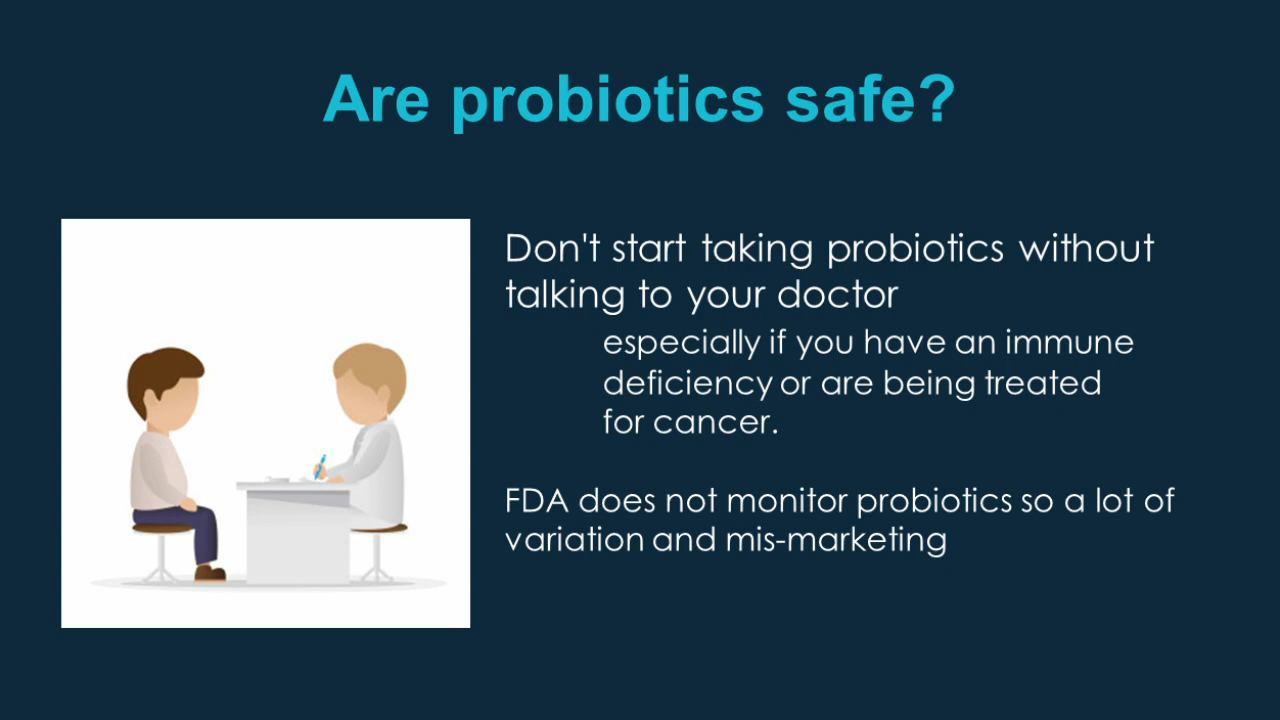 Are probiotics safe?
Don't start taking probiotics without
talking to your doctor
especially if you have an immune
deficiency or are being treated
for cancer.
FDA does not monitor probiotics so a lot of
variation and mis-marketing